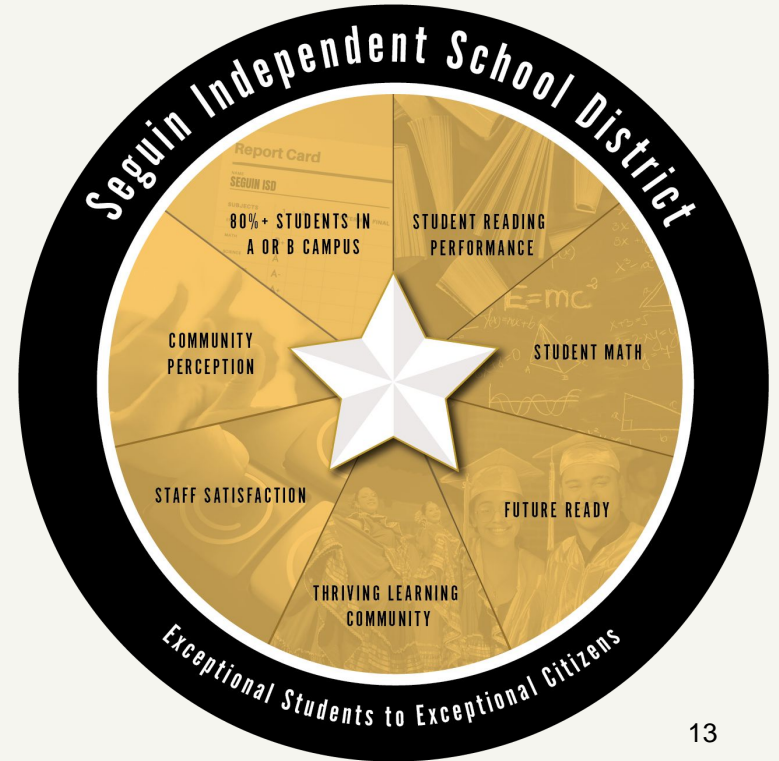 Seguin Independent School District
Report Card
SEGUIN ISD
SUBJECTS
80%+ STUDENTS IN
A OR B CAMPUS
STUDENT READING
PERFORMANCE
E=mc²
STUDENT MATH
COMMUNITY
PERCEPTION
STAFF SATISFACTION
FUTURE READY
THRIVING LEARNING
COMMUNITY
Exceptional Students to Exceptional Citizens
13